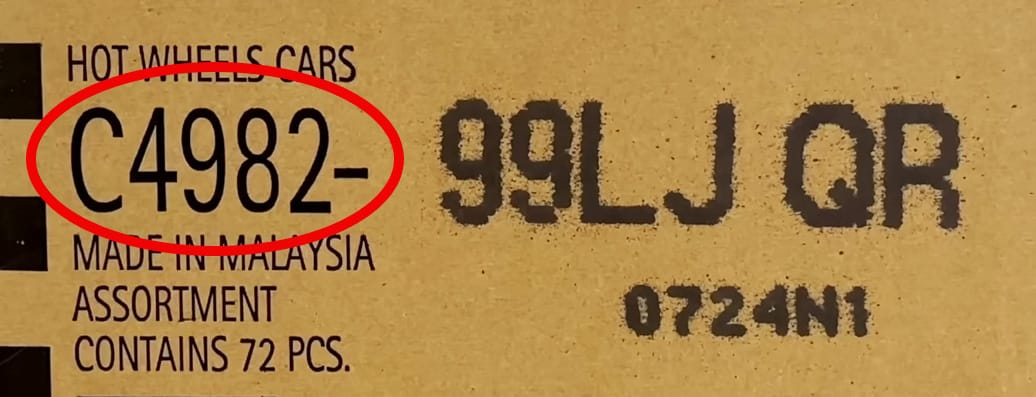 HOT WHEELS CARS
C4982-
MADE IN MALAYSIA
ASSORTMENT
CONTAINS 72 PCS.
99LJ QR
0724N1